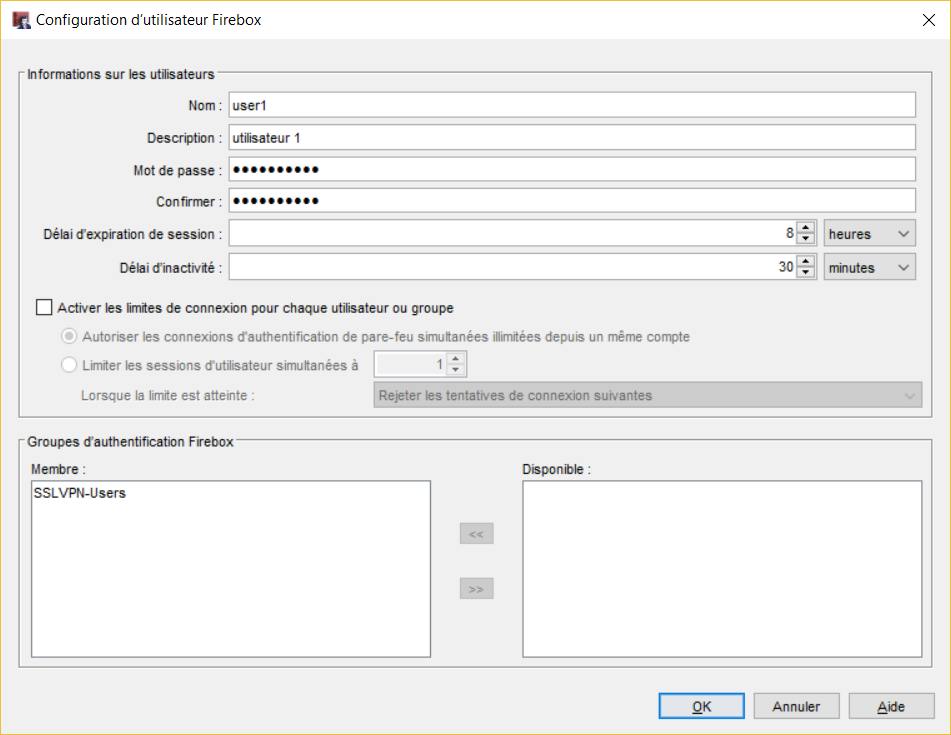 Configuration d'utilisateur Firebox
Informations sur les utilisateurs
Nom : user1
Description : utilisateur 1
Mot de passe : ●●●●●●●●●●
Confirmer : ●●●●●●●●●●
Délai d'expiration de session : 8 heures
Délai d'inactivité : 30 minutes
Activer les limites de connexion pour chaque utilisateur ou groupe
Autoriser les connexions d'authentification de pare-feu simultanées illimitées depuis un même compte
Limiter les sessions d'utilisateur simultanées à 1
Lorsque la limite est atteinte : Rejeter les tentatives de connexion suivantes
Groupes d'authentification Firebox
Membre : Disponible :
SSLVPN-Users
<<
>>
OK Annuler Aide